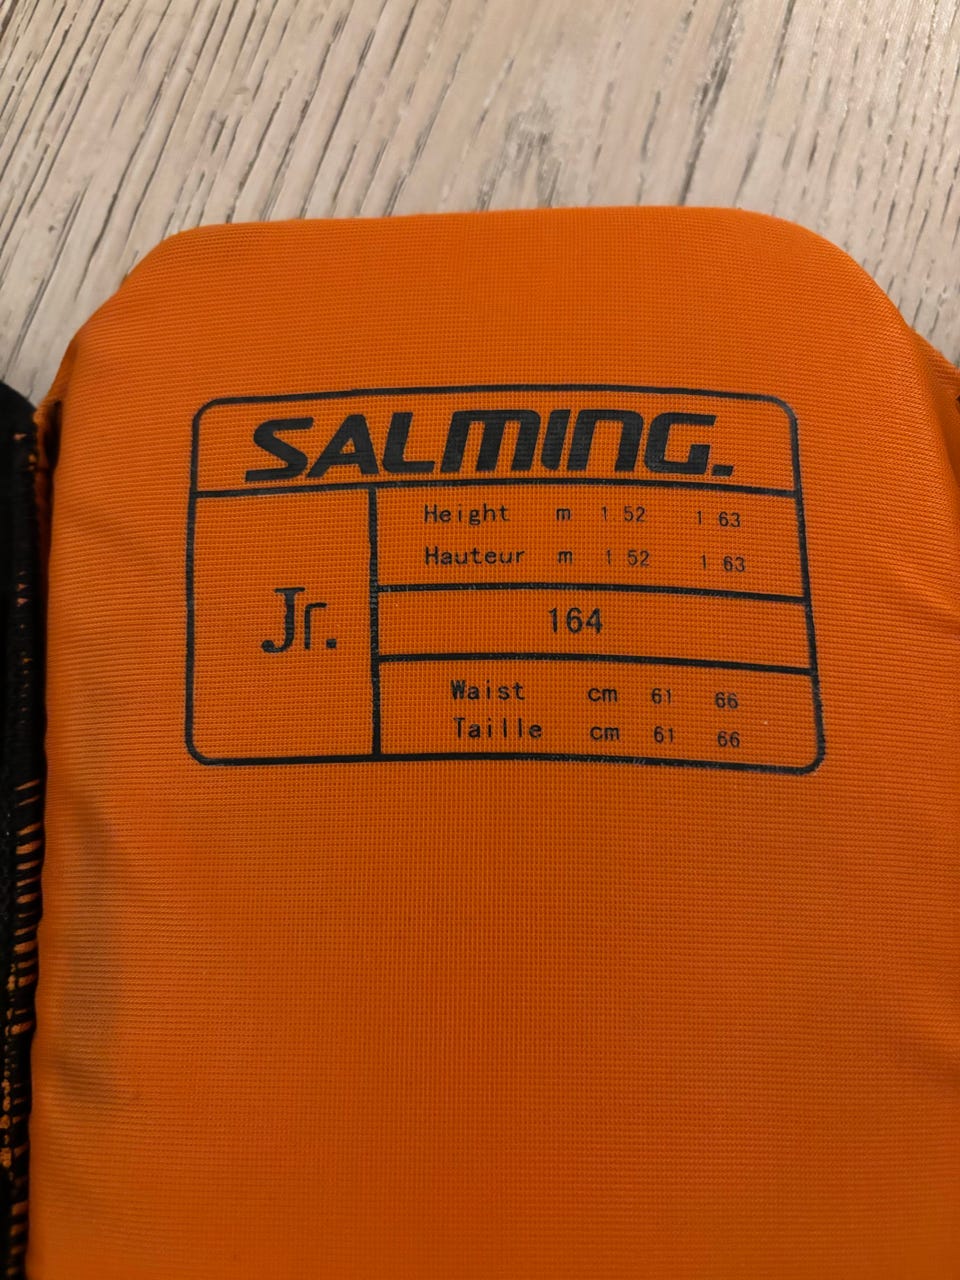 SALMING.
Jr.
Height m 1 52 1 63
Hauteur m 1 52 1 63
164
Waist cm 61 66
Taille cm 61 66